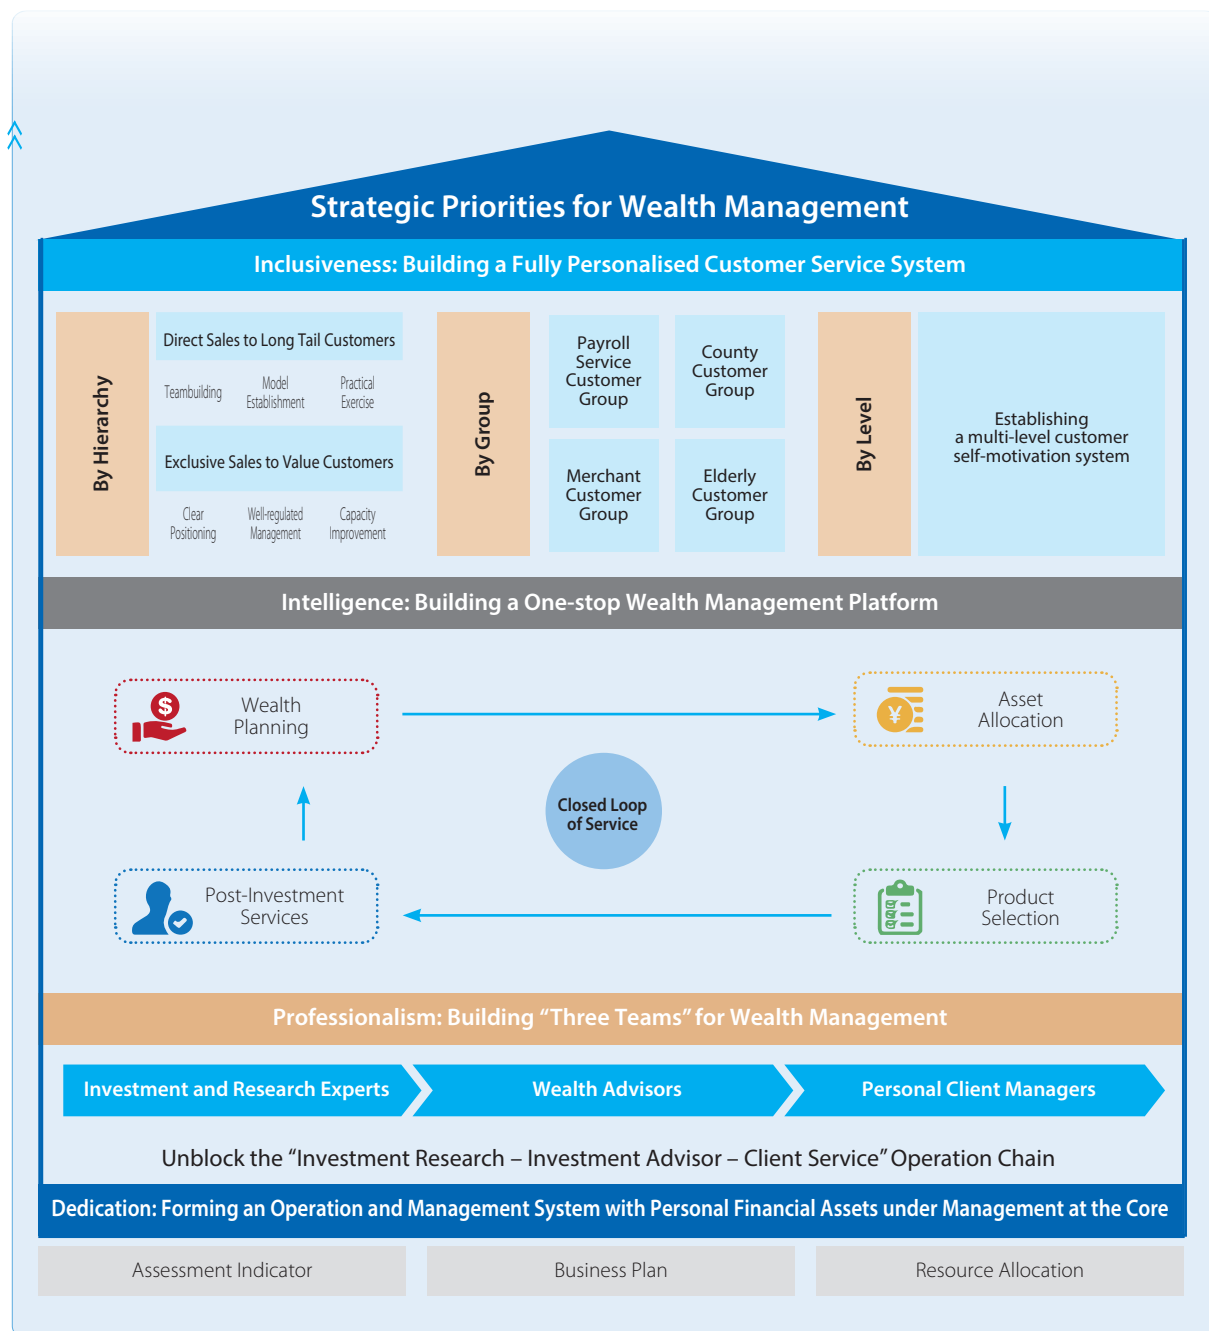 Strategic Priorities for Wealth Management
Inclusiveness: Building a Fully Personalised Customer Service System
By Hierarchy
Direct Sales to Long Tail Customers
Teambuilding
Model
Establishment
Practical
Exercise
Exclusive Sales to Value Customers
Clear
Positioning
Well-regulated
Management
Capacity
Improvement
By Group
Payroll
Service
Customer
Group
County
Customer
Group
Merchant
Customer
Group
Elderly
Customer
Group
By Level
Establishing
a multi-level customer
self-motivation system
Intelligence: Building a One-stop Wealth Management Platform
$
Wealth
Planning
¥
Asset
Allocation
Closed Loop
of Service
Post-Investment
Services
Product
Selection
Professionalism: Building “Three Teams” for Wealth Management
Investment and Research Experts
Wealth Advisors
Personal Client Managers
Unblock the “Investment Research – Investment Advisor – Client Service” Operation Chain
Dedication: Forming an Operation and Management System with Personal Financial Assets under Management at the Core
Assessment Indicator
Business Plan
Resource Allocation